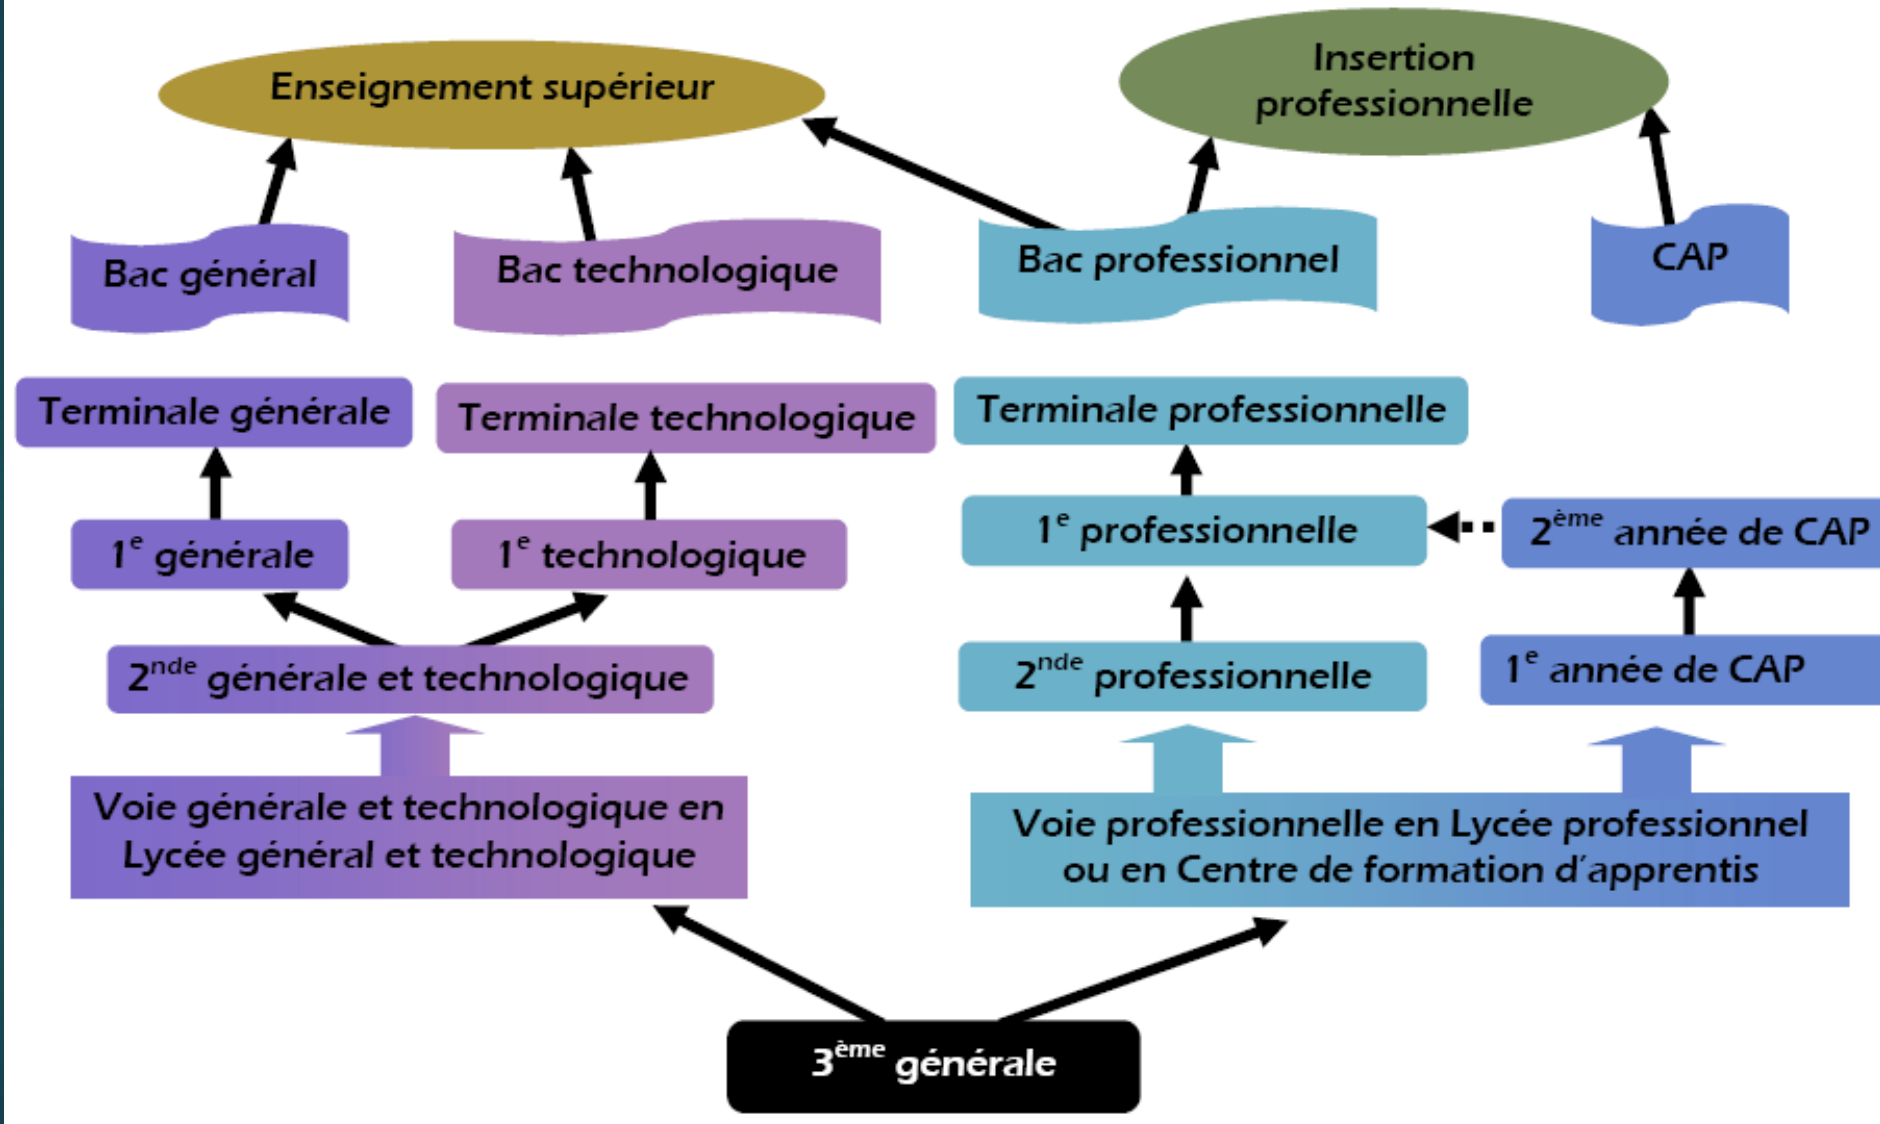 Enseignement supérieur
Insertion
professionnelle
Bac général
Bac technologique
Bac professionnel
CAP
Terminale générale
Terminale technologique
Terminale professionnelle
1e générale
1e technologique
1e professionnelle
2ème année de CAP
2nde générale et technologique
2nde professionnelle
1e année de CAP
Voie générale et technologique en
Lycée général et technologique
Voie professionnelle en Lycée professionnel
ou en Centre de formation d'apprentis
3ème générale